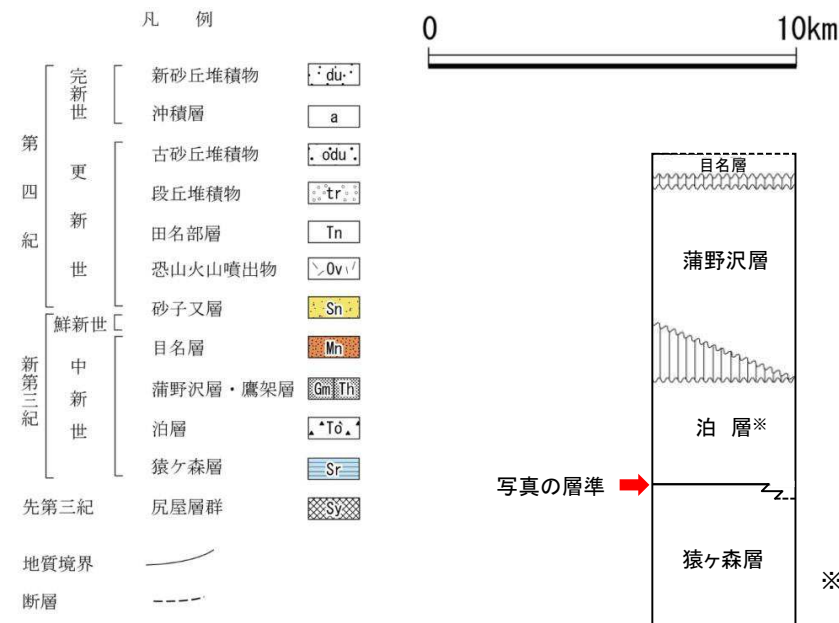 凡 例
完新世
新砂丘堆積物 du
沖積層 a
第四紀
更新世
古砂丘堆積物 odu
段丘堆積物 tr
田名部層 Tn
恐山火山噴出物 Ov
砂子又層 Sn
鮮新世
新第三紀
中新世
目名層 Mn
蒲野沢層・鷹架層 Gm Th
泊層 To
猿ケ森層 Sr
先第三紀 尻屋層群 Sy
地質境界
断層
0 10km
目名層
蒲野沢層
泊 層※
写真の層準
猿ヶ森層
※